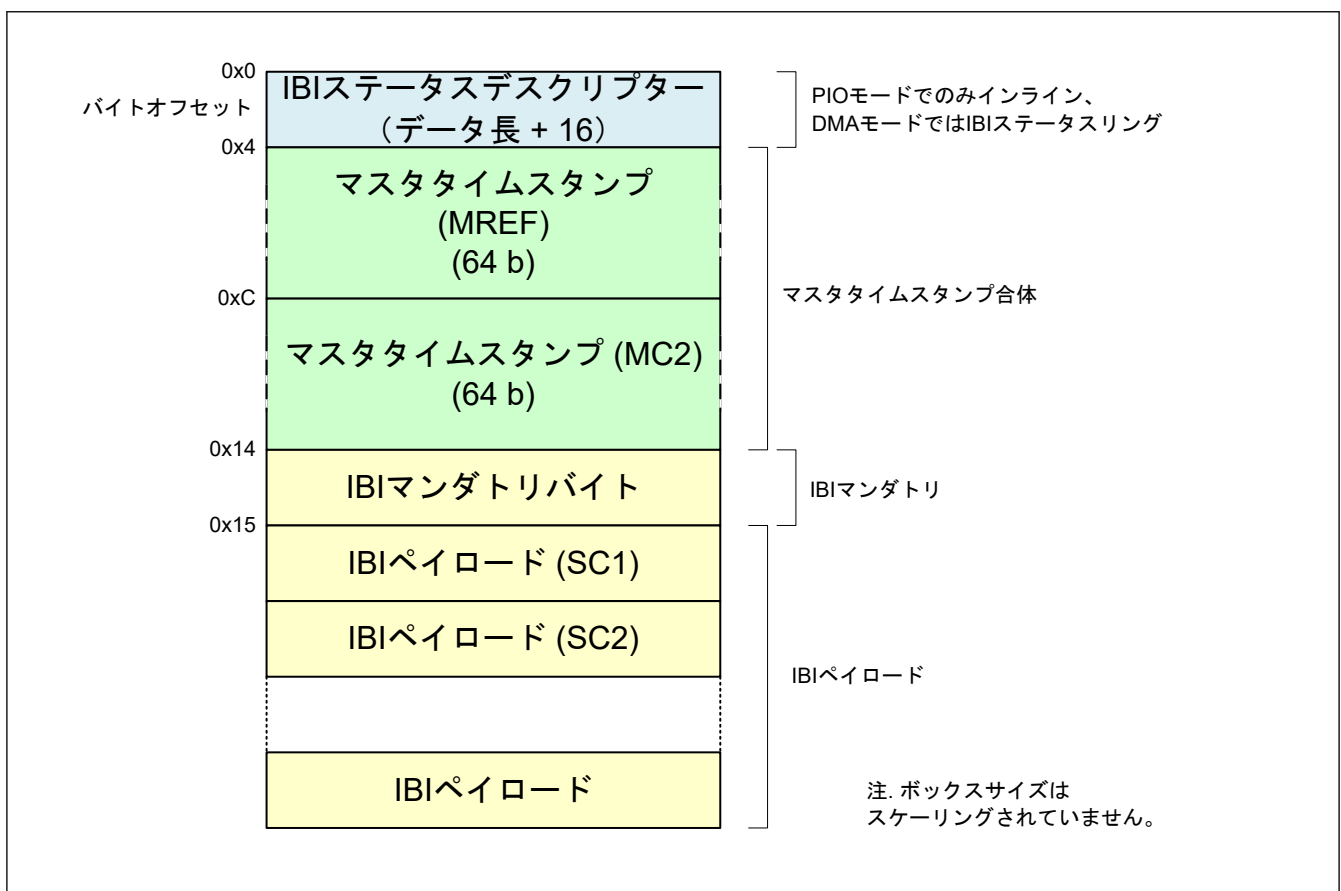 0x0
バイトオフセット
IBIステータスデスクリプター
（データ長 + 16）
PIOモードでのみインライン、
DMAモードではIBIステータスリング
0x4
マスタタイムスタンプ
(MREF)
(64 b)
0xC
マスタタイムスタンプ合体
マスタタイムスタンプ (MC2)
(64 b)
0x14
IBIマンダトリバイト
IBIマンダトリ
0x15
IBIペイロード (SC1)
IBIペイロード (SC2)
IBIペイロード
IBIペイロード
注. ボックスサイズは
スケーリングされていません。